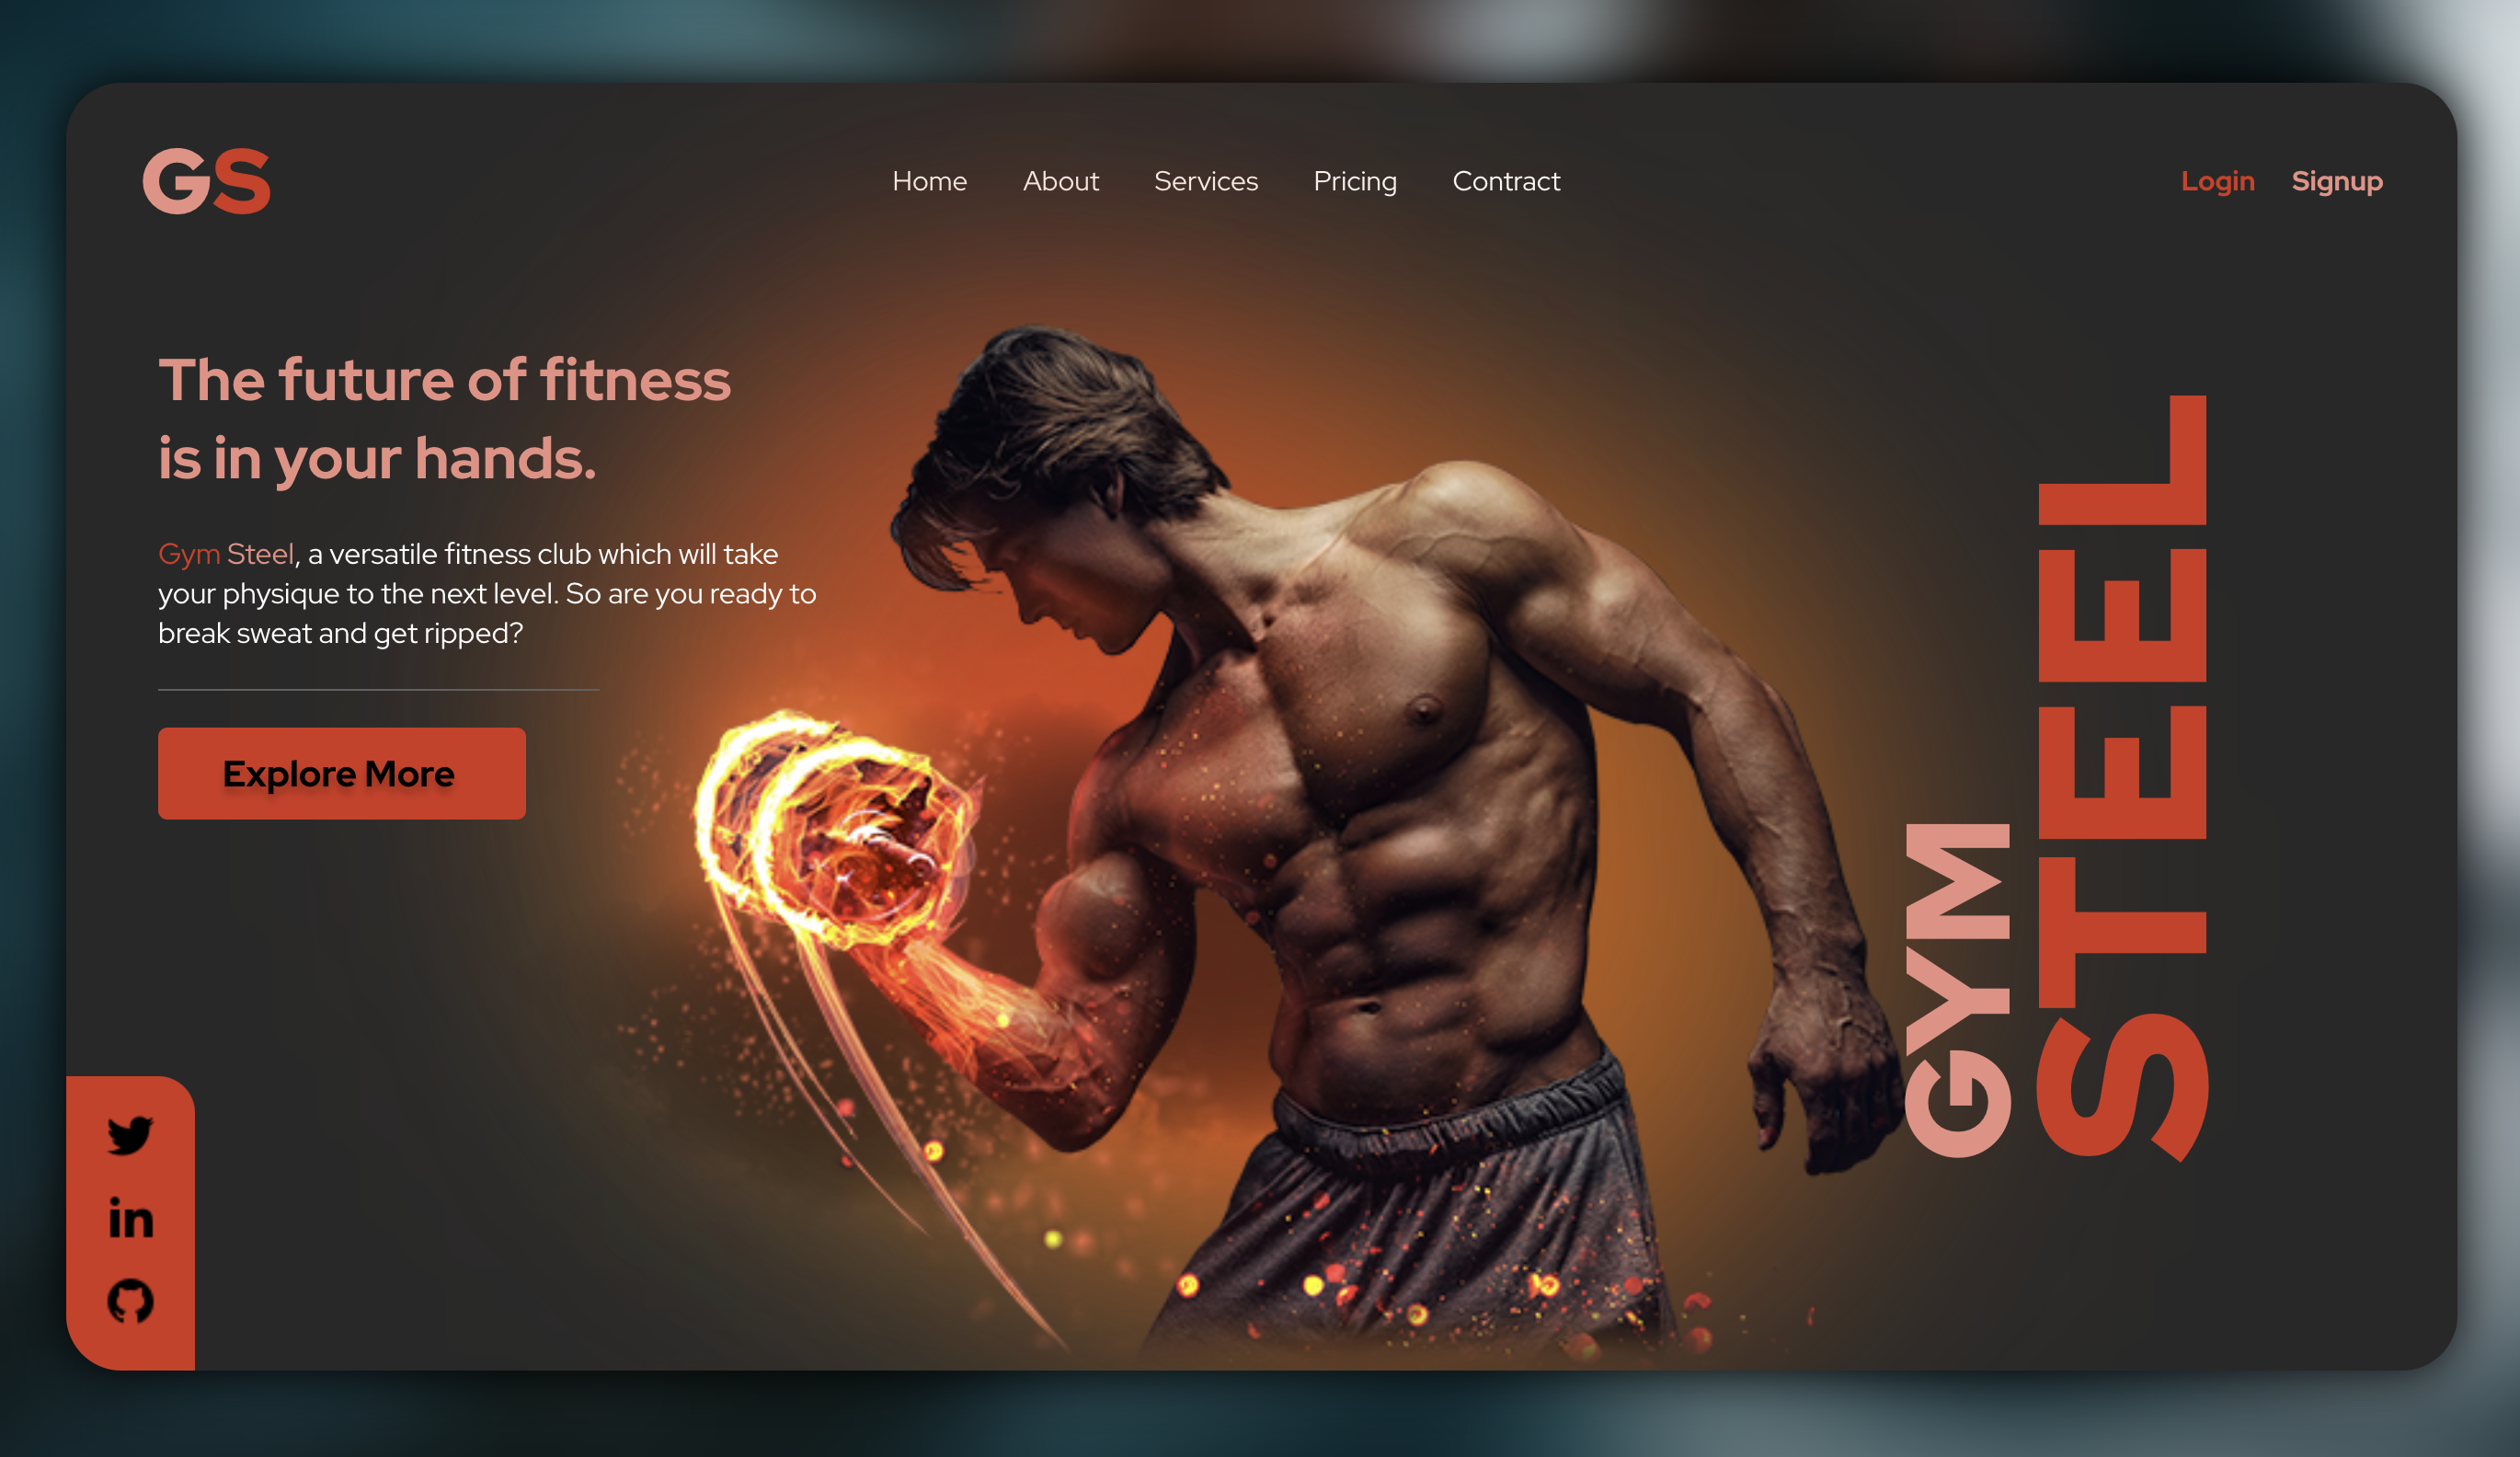 GS
Home About Services Pricing Contract
Login Signup
The future of fitness
is in your hands.
Gym Steel, a versatile fitness club which will take
your physique to the next level. So are you ready to
break sweat and get ripped?
Explore More
GYM
STEEL
in